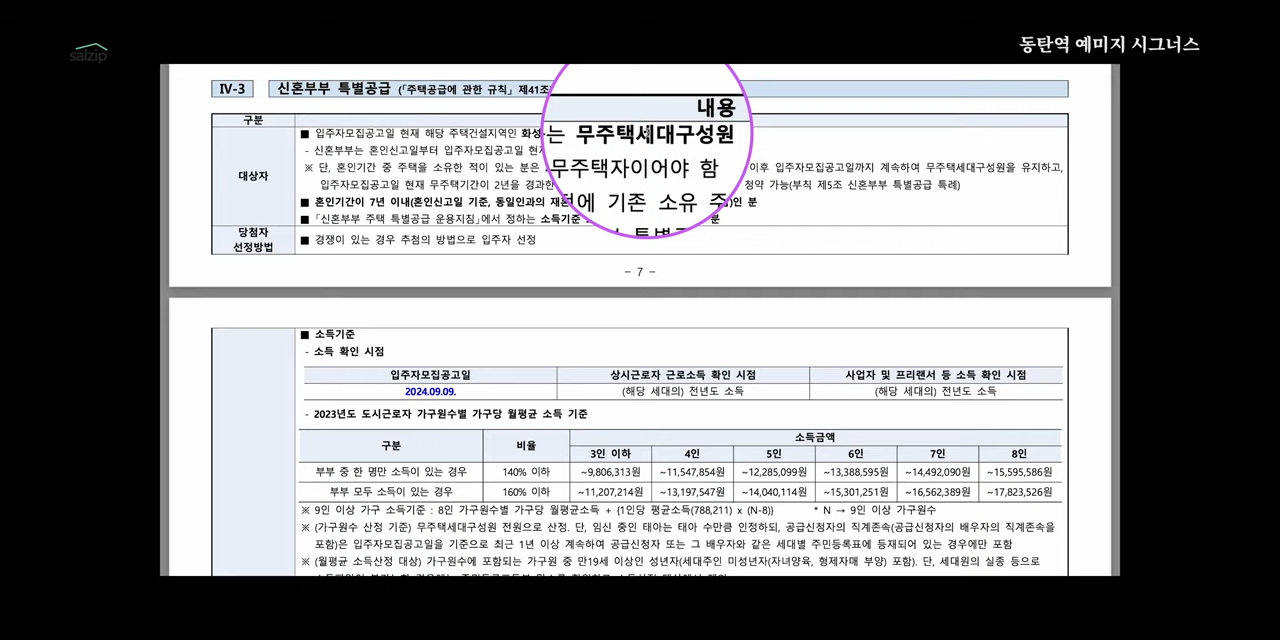 salzip
동탄역 예미지 시그너스
IV-3 신혼부부 특별공급 (「주택공급에 관한 규칙」 제41조
구분 내용
대상자
■ 입주자모집공고일 현재 해당 주택건설지역인 화성
는 무주택세대구성원
- 신혼부부는 혼인신고일부터 입주자모집공고일
무주택자이어야 함
※ 단, 혼인기간 중 주택을 소유한 적이 있는 분은
이후 입주자모집공고일까지 계속하여 무주택세대구성원을 유지하고,
입주자모집공고일 현재 무주택기간이 2년을 경과한
청약 가능(부칙 제5조 신혼부부 특별공급 특례)
기존 소유
■ 혼인기간이 7년 이내(혼인신고일 기준, 동일인과의 인 분
■ 「신혼부부 주택 특별공급 운용지침」에서 정하는 소득기준 분
당첨자
선정방법
■ 경쟁이 있는 경우 추첨의 방법으로 입주자 선정
- 7 -
■ 소득기준
- 소득 확인 시점
입주자모집공고일 상시근로자 근로소득 확인 시점 사업자 및 프리랜서 등 소득 확인 시점
2024.09.09. (해당 세대의) 전년도 소득 (해당 세대의) 전년도 소득
- 2023년도 도시근로자 가구원수별 가구당 월평균 소득 기준
구분 비율 소득금액
3인 이하 4인 5인 6인 7인 8인
부부 중 한 명만 소득이 있는 경우 140% 이하 ~9,806,313원 ~11,547,854원 ~12,285,099원 ~13,388,595원 ~14,492,090원 ~15,595,586원
부부 모두 소득이 있는 경우 160% 이하 ~11,207,214원 ~13,197,547원 ~14,040,114원 ~15,301,251원 ~16,562,389원 ~17,823,526원
※ 9인 이상 가구 소득기준 : 8인 가구원수별 가구당 월평균소득 + {1인당 평균소득(788,211) x (N-8)} * N → 9인 이상 가구원수
※ (가구원수 산정 기준) 무주택세대구성원 전원으로 산정. 단, 임신 중인 태아는 태아 수만큼 인정하되, 공급신청자의 직계존속(공급신청자의 배우자의 직계존속을
포함)은 입주자모집공고일을 기준으로 최근 1년 이상 계속하여 공급신청자 또는 그 배우자와 같은 세대별 주민등록표에 등재되어 있는 경우에만 포함
※ (월평균 소득산정 대상) 가구원수에 포함되는 가구원 중 만19세 이상인 성년자(세대주인 미성년자(자녀양육, 형제자매 부양) 포함). 단, 세대원의 실종 등으로